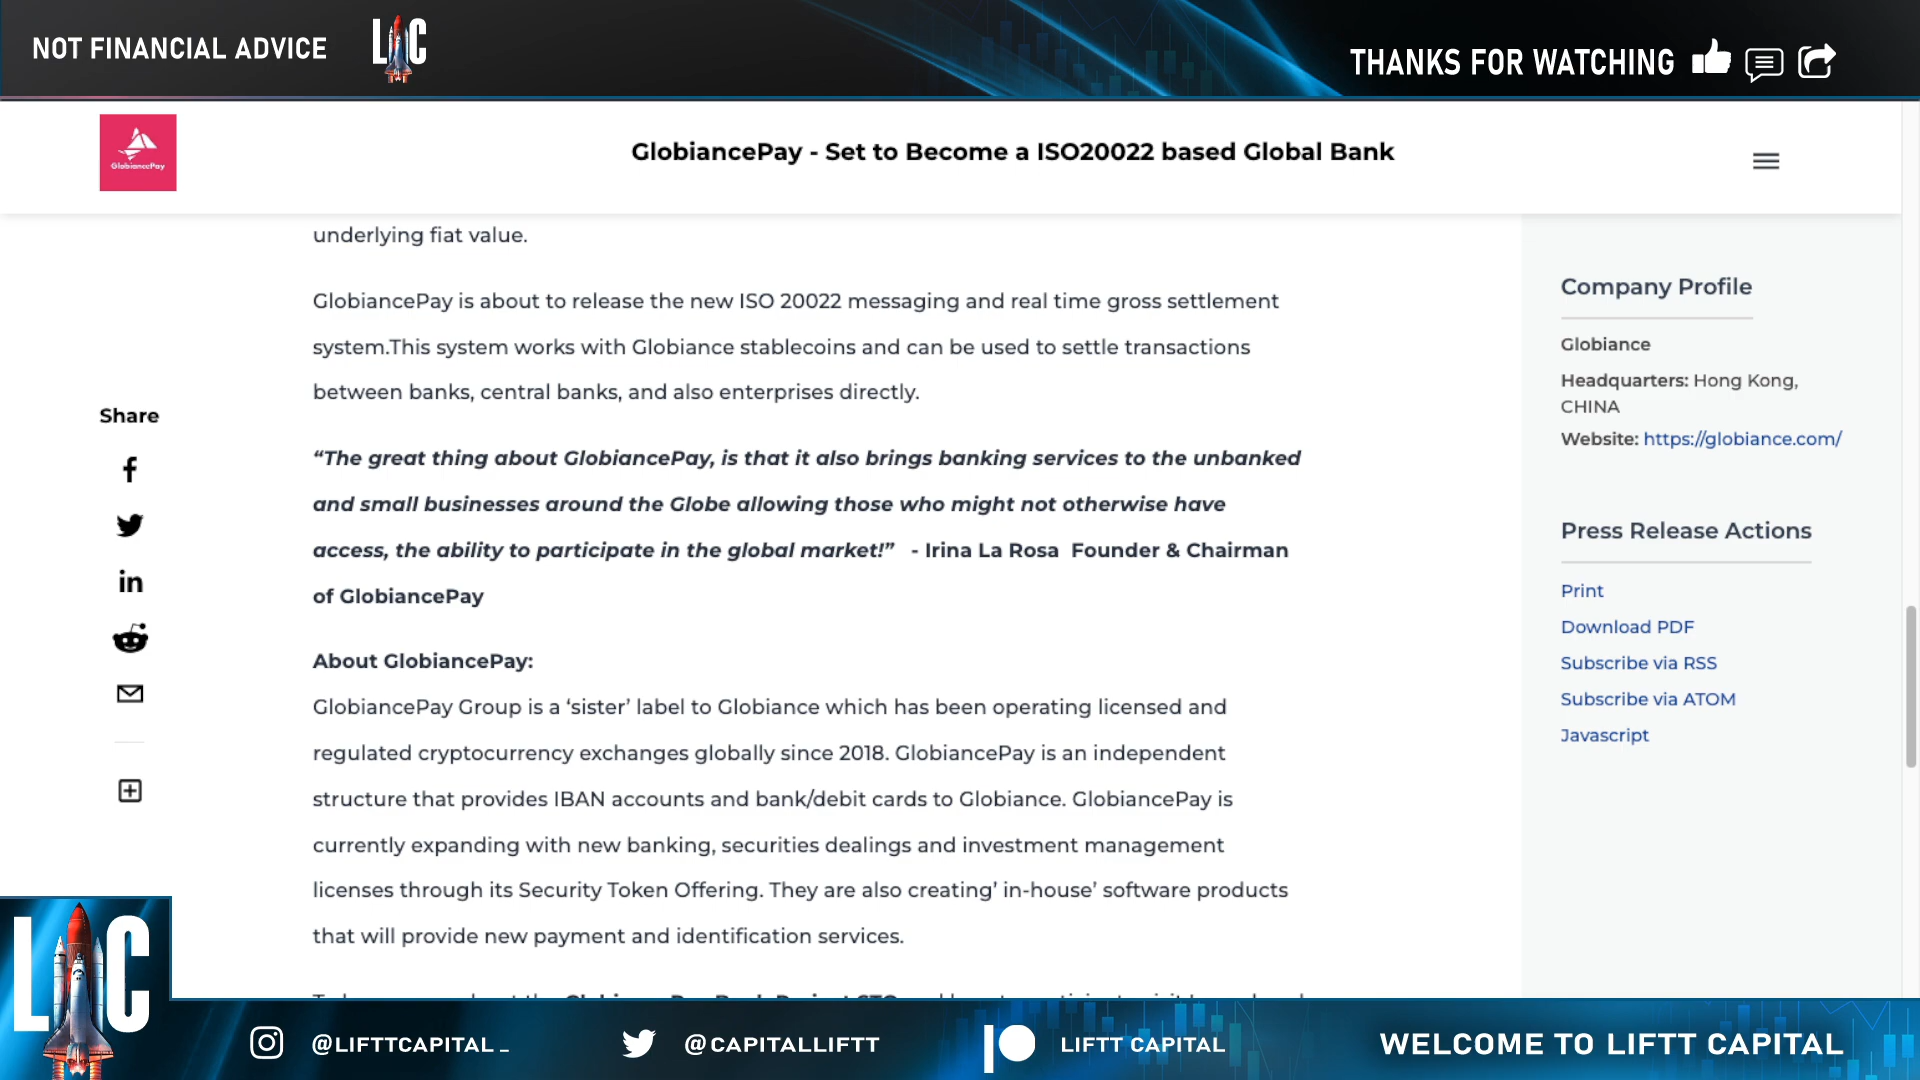 NOT FINANCIAL ADVICE
LC
THANKS FOR WATCHING
GlobiancePay
GlobiancePay - Set to Become a ISO20022 based Global Bank
underlying fiat value.
GlobiancePay is about to release the new ISO 20022 messaging and real time gross settlement
system.This system works with Globiance stablecoins and can be used to settle transactions
between banks, central banks, and also enterprises directly.
“The great thing about GlobiancePay, is that it also brings banking services to the unbanked
and small businesses around the Globe allowing those who might not otherwise have
access, the ability to participate in the global market!” - Irina La Rosa Founder & Chairman
of GlobiancePay
About GlobiancePay:
GlobiancePay Group is a ‘sister’ label to Globiance which has been operating licensed and
regulated cryptocurrency exchanges globally since 2018. GlobiancePay is an independent
structure that provides IBAN accounts and bank/debit cards to Globiance. GlobiancePay is
currently expanding with new banking, securities dealings and investment management
licenses through its Security Token Offering. They are also creating’ in-house’ software products
that will provide new payment and identification services.
Share
Company Profile
Globiance
Headquarters: Hong Kong,
CHINA
Website: https://globiance.com/
Press Release Actions
Print
Download PDF
Subscribe via RSS
Subscribe via ATOM
Javascript
LC
@LIFTTCAPITAL_
@CAPITALLIFTT
LIFTT CAPITAL
WELCOME TO LIFTT CAPITAL